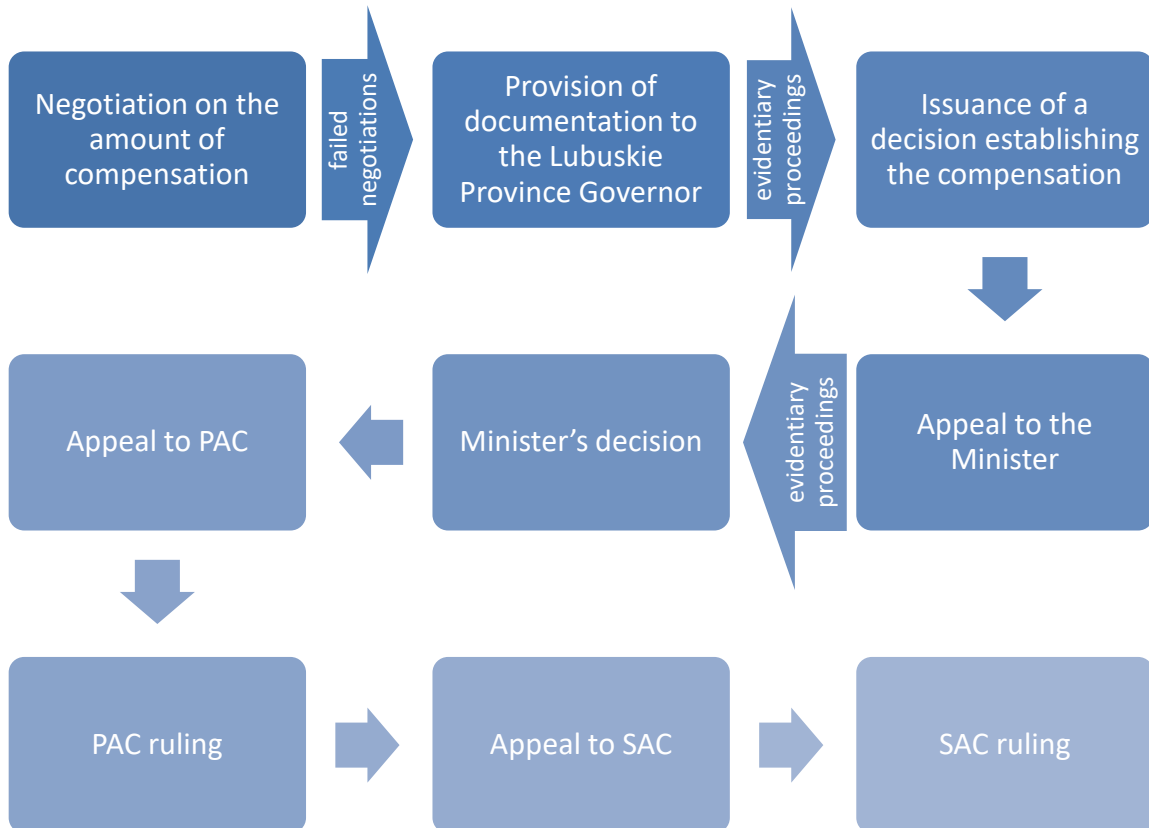 Negotiation on the
amount of
compensation
failed
negotiations
Provision of
documentation to
the Lubuskie
Province Governor
evidentiary
proceedings
Issuance of a
decision establishing
the compensation
Appeal to the
Minister
evidentiary
proceedings
Minister’s decision
Appeal to PAC
PAC ruling
Appeal to SAC
SAC ruling